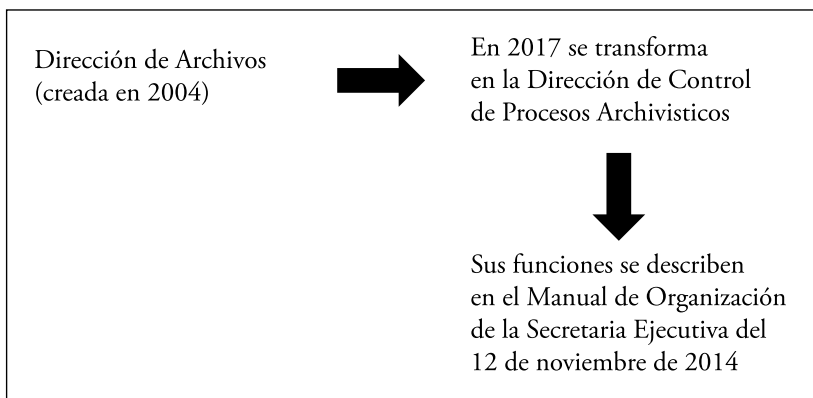 Dirección de Archivos
(creada en 2004)
En 2017 se transforma
en la Dirección de Control
de Procesos Archivisticos
Sus funciones se describen
en el Manual de Organización
de la Secretaria Ejecutiva del
12 de noviembre de 2014